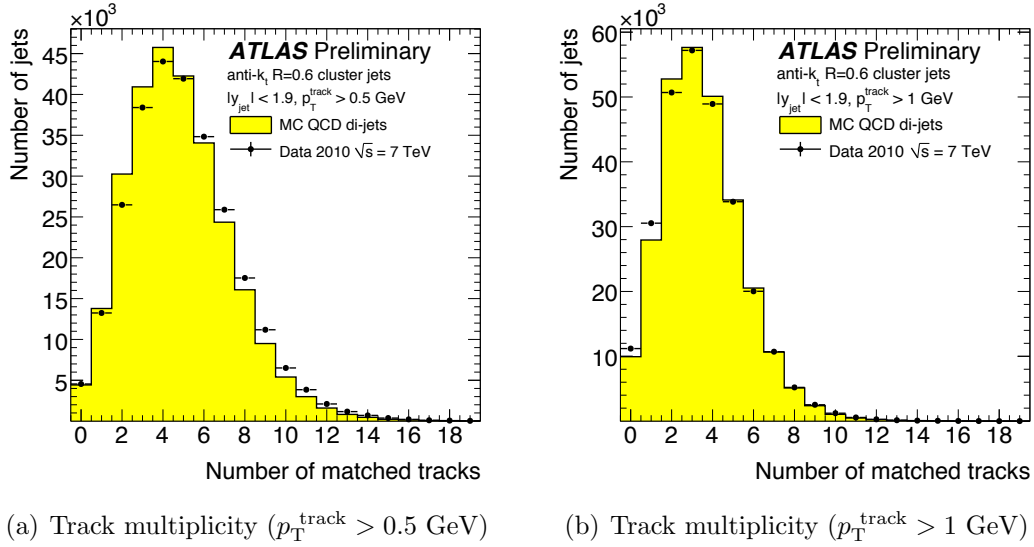 ×10³
Number of jets
45
40
35
30
25
20
15
10
5
0 2 4 6 8 10 12 14 16 18
Number of matched tracks
ATLAS Preliminary
anti-kₜ R=0.6 cluster jets
|y_jet| < 1.9, p_T^track > 0.5 GeV
MC QCD di-jets
Data 2010 √s = 7 TeV
(a) Track multiplicity (p_T^track > 0.5 GeV)
×10³
Number of jets
60
50
40
30
20
10
0 2 4 6 8 10 12 14 16 18
Number of matched tracks
ATLAS Preliminary
anti-kₜ R=0.6 cluster jets
|y_jet| < 1.9, p_T^track > 1 GeV
MC QCD di-jets
Data 2010 √s = 7 TeV
(b) Track multiplicity (p_T^track > 1 GeV)